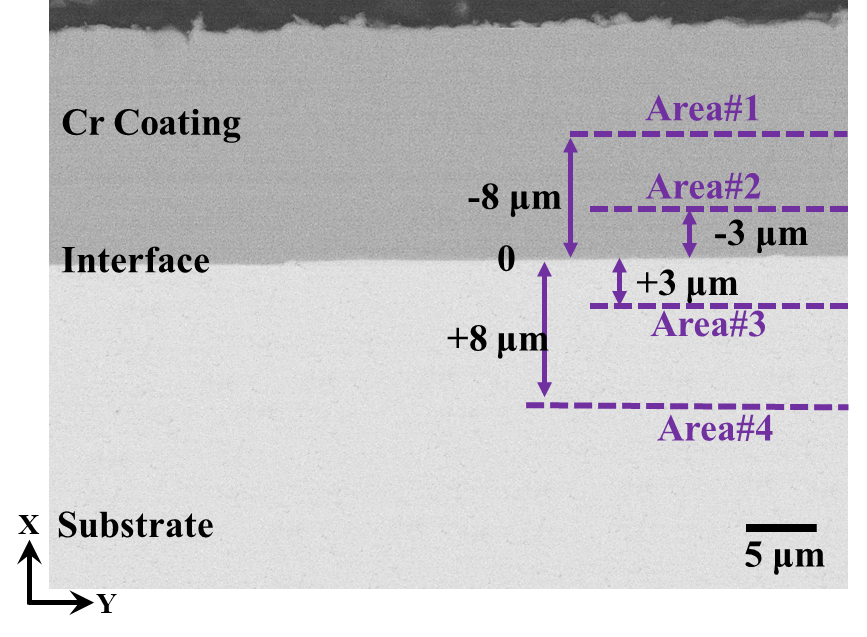 Area#1
Cr Coating
Area#2
-8 μm
-3 μm
Interface
0
+3 μm
Area#3
+8 μm
Area#4
X
Substrate
5 μm
Y